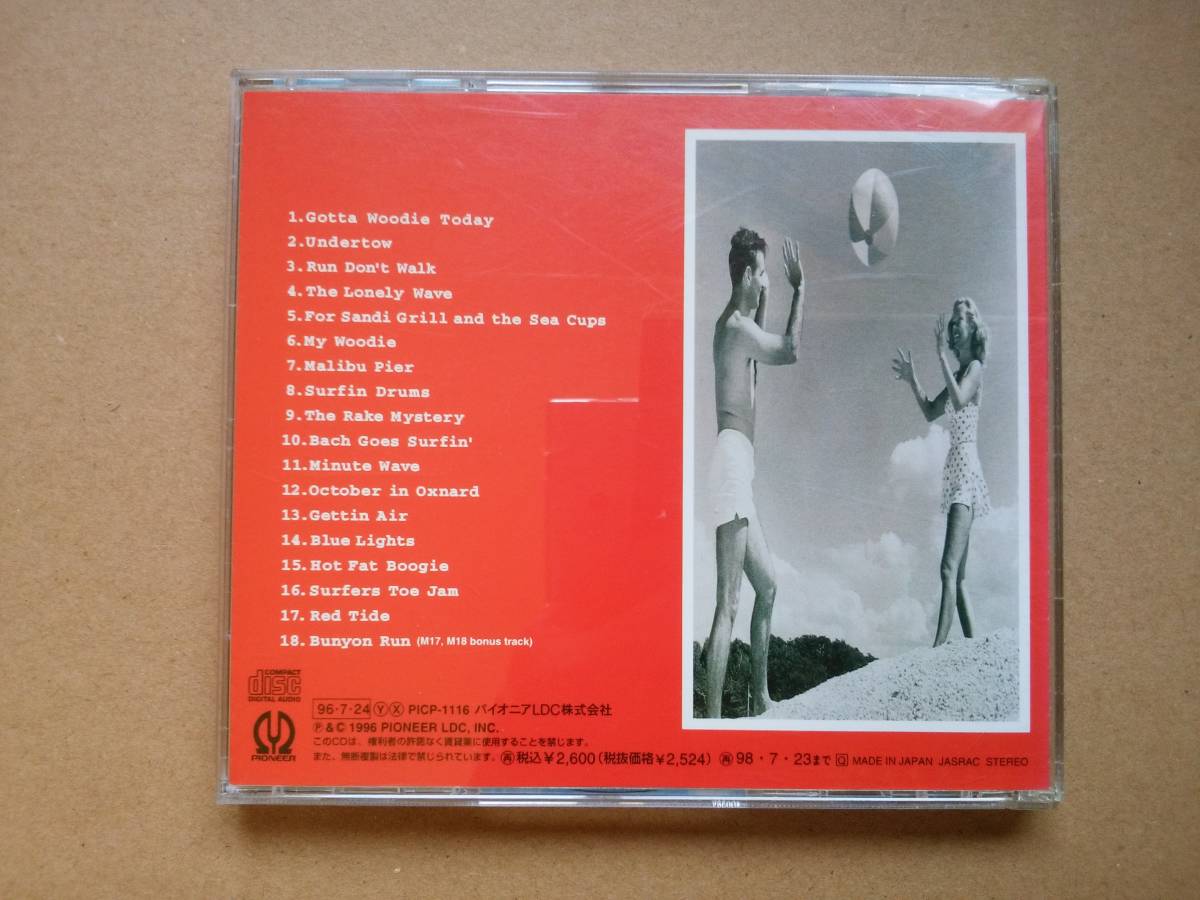 1.Gotta Woodie Today
2.Undertow
3.Run Don't Walk
4.The Lonely Wave
5.For Sandi Grill and the Sea Cups
6.My Woodie
7.Malibu Pier
8.Surfin Drums
9.The Rake Mystery
10.Bach Goes Surfin'
11.Minute Wave
12.October in Oxnard
13.Gettin Air
14.Blue Lights
15.Hot Fat Boogie
16.Surfers Toe Jam
17.Red Tide
18.Bunyon Run (M17, M18 bonus track)
COMPACT
disc
DIGITAL AUDIO
PIONEER
96・7・24 Ⓨ Ⓧ PICP-1116 パイオニアLDC株式会社
Ⓟ&© 1996 PIONEER LDC, INC.
このCDは、権利者の許諾なく賃貸業に使用することを禁じます。
また、無断複製は法律で禁じられています。 ㊢税込¥2,600(税抜価格¥2,524) ㊢98・7・23まで Q MADE IN JAPAN JASRAC STEREO